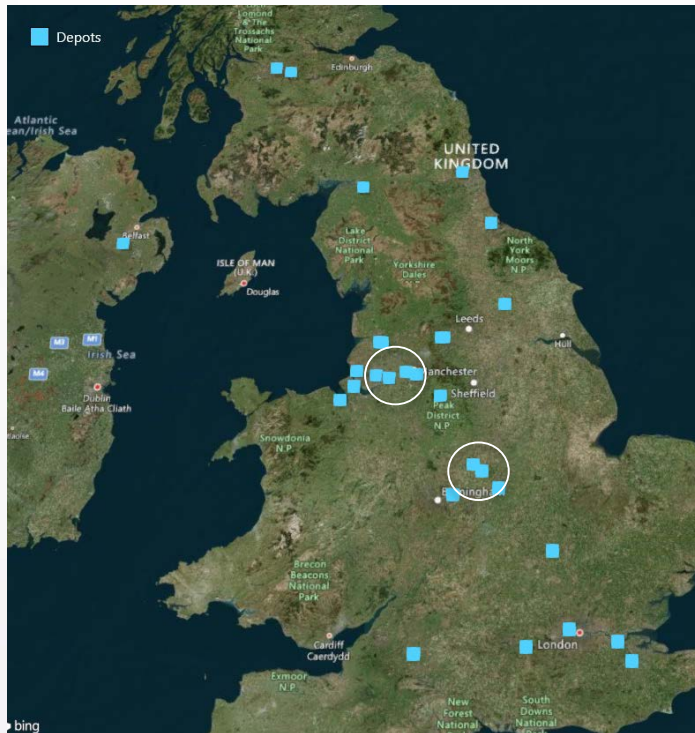 Depots
Lomond
& The
Trossachs
National
Park
Edinburgh
Atlantic
ean/Irish Sea
UNITED
KINGDOM
Belfast
Lake
District
National
Park
North
York
Moors
N.P.
ISLE OF MAN
(U.K.)
Douglas
Yorkshire
Dales
N.P.
Leeds
Hull
M3
M1
Irish Sea
M4
Dublin
Baile Atha Cliath
Manchester
Sheffield
Peak
District
N.P.
Snowdonia
N.P.
Birmingham
Brecon
Beacons
National
Park
Cardiff
Caerdydd
London
Exmoor
N.P.
New
Forest
National
South
Downs
National
bing